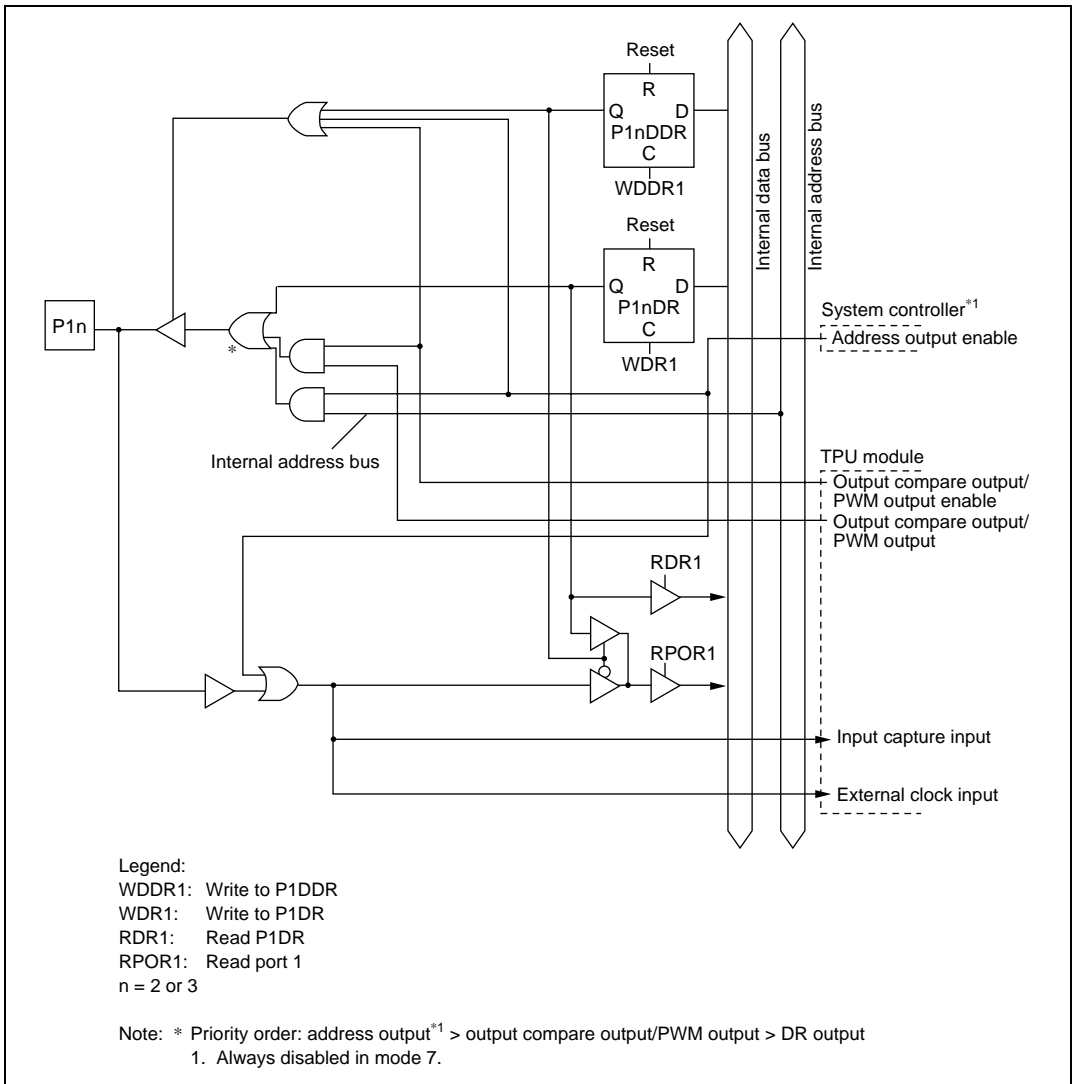 Reset
R
Q D
P1nDDR
C
WDDR1
Internal data bus
Internal address bus
Reset
R
Q D
P1nDR
C
WDR1
P1n
*
System controller*1
Address output enable
Internal address bus
TPU module
Output compare output/
PWM output enable
Output compare output/
PWM output
RDR1
RPOR1
Input capture input
External clock input
Legend:
WDDR1: Write to P1DDR
WDR1: Write to P1DR
RDR1: Read P1DR
RPOR1: Read port 1
n = 2 or 3
Note: * Priority order: address output*1 > output compare output/PWM output > DR output
1. Always disabled in mode 7.